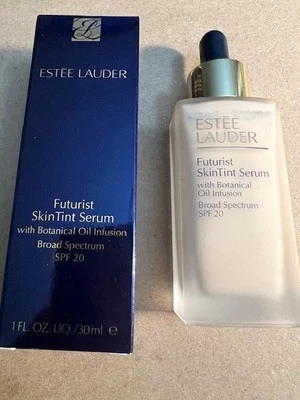 ESTĒE LAUDER
Futurist
SkinTint Serum
with Botanical Oil Infusion
Broad Spectrum
SPF 20
1 FL. OZ. LIQ./30ml e
ESTĒE
LAUDER
Futurist
SkinTint Serum
with Botanical
Oil Infusion
Broad Spectrum
SPF 20